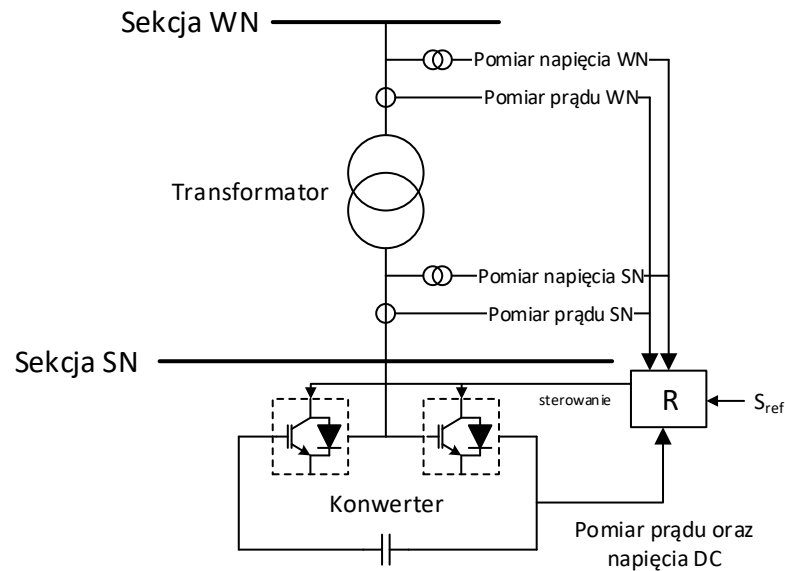 Sekcja WN
Pomiar napięcia WN
Pomiar prądu WN
Transformator
Pomiar napięcia SN
Pomiar prądu SN
Sekcja SN
sterowanie
R
Sref
Konwerter
Pomiar prądu oraz
napięcia DC